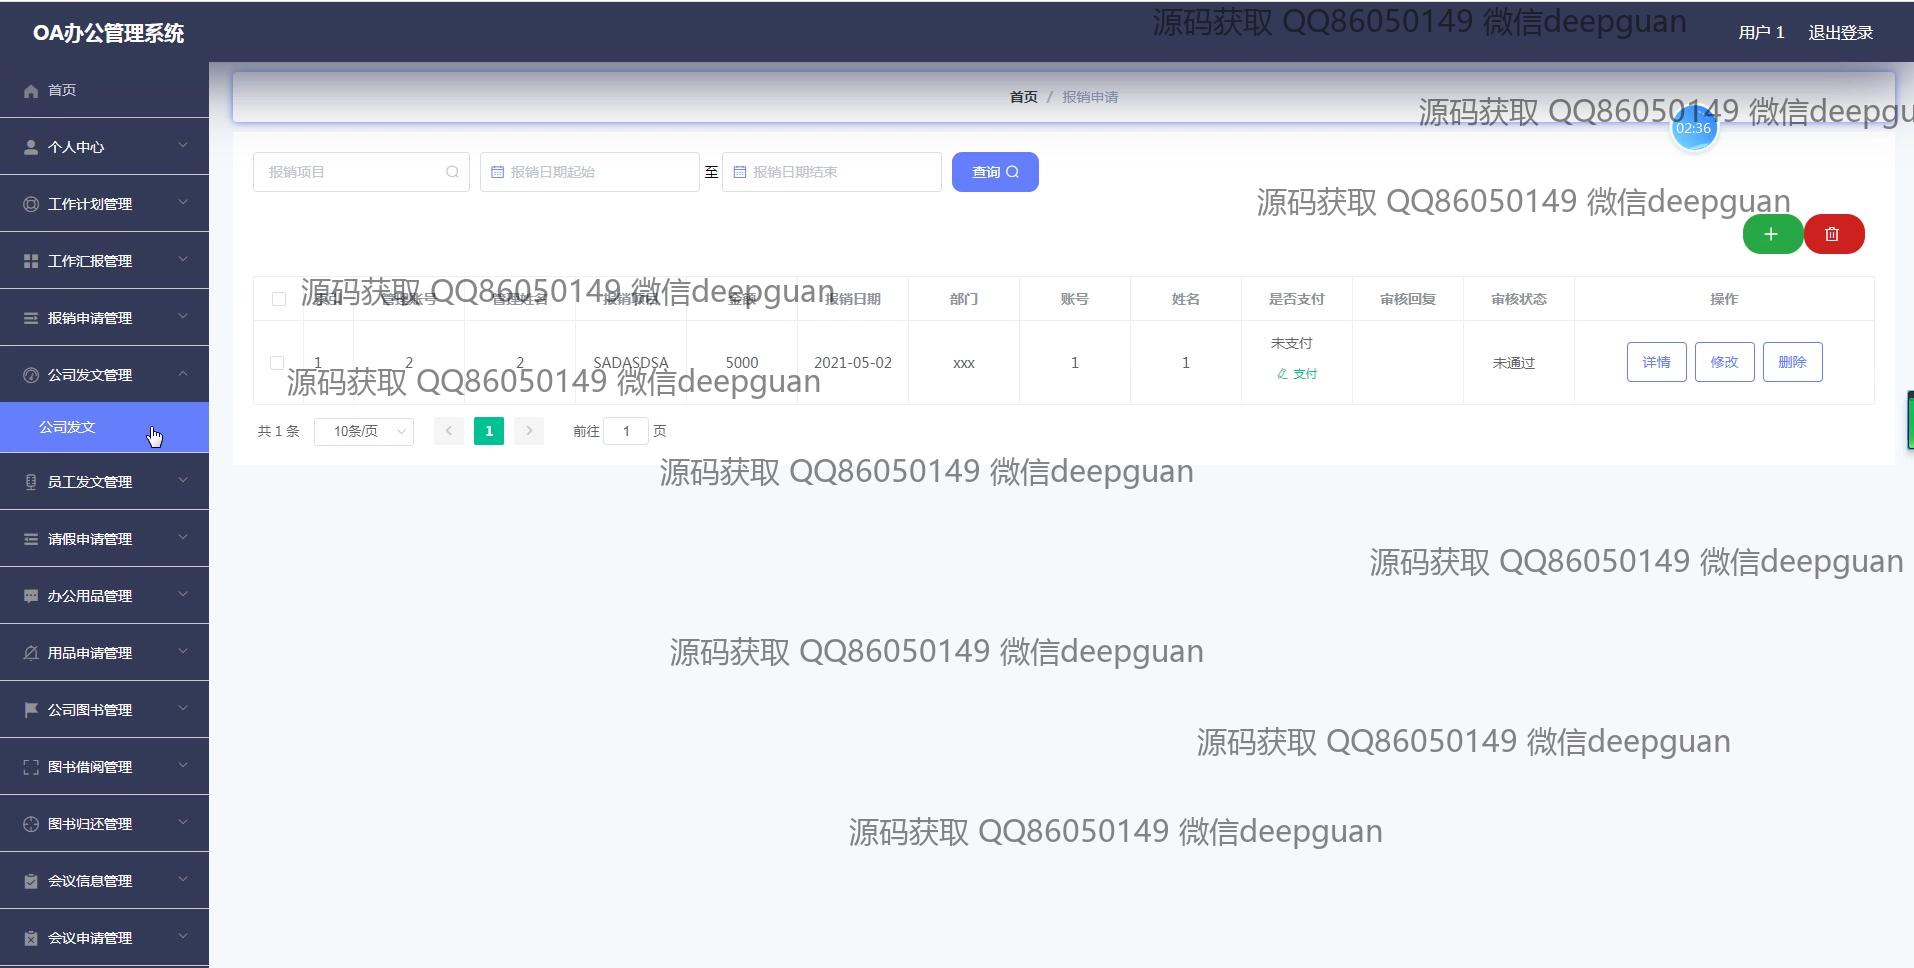 OA办公管理系统
源码获取 QQ86050149 微信deepguan
用户 1 退出登录
首页
个人中心
工作计划管理
工作汇报管理
报销申请管理
公司发文管理
公司发文
员工发文管理
请假申请管理
办公用品管理
用品申请管理
公司图书管理
图书借阅管理
图书归还管理
会议信息管理
会议申请管理
首页 / 报销申请
源码获取 QQ86050149 微信deepgu
02:36
报销项目 报销日期起始 至 报销日期结束 查询
源码获取 QQ86050149 微信deepguan
索引 管理账号 管理姓名 报销项目 金额 报销日期 部门 账号 姓名 是否支付 审核回复 审核状态 操作
源码获取 QQ86050149 微信deepguan
1 2 2 SADASDSA 5000 2021-05-02 xxx 1 1 未支付 未通过 详情 修改 删除
支付
源码获取 QQ86050149 微信deepguan
共 1 条 10条/页 1 前往 1 页
源码获取 QQ86050149 微信deepguan
源码获取 QQ86050149 微信deepguan
源码获取 QQ86050149 微信deepguan
源码获取 QQ86050149 微信deepguan
源码获取 QQ86050149 微信deepguan